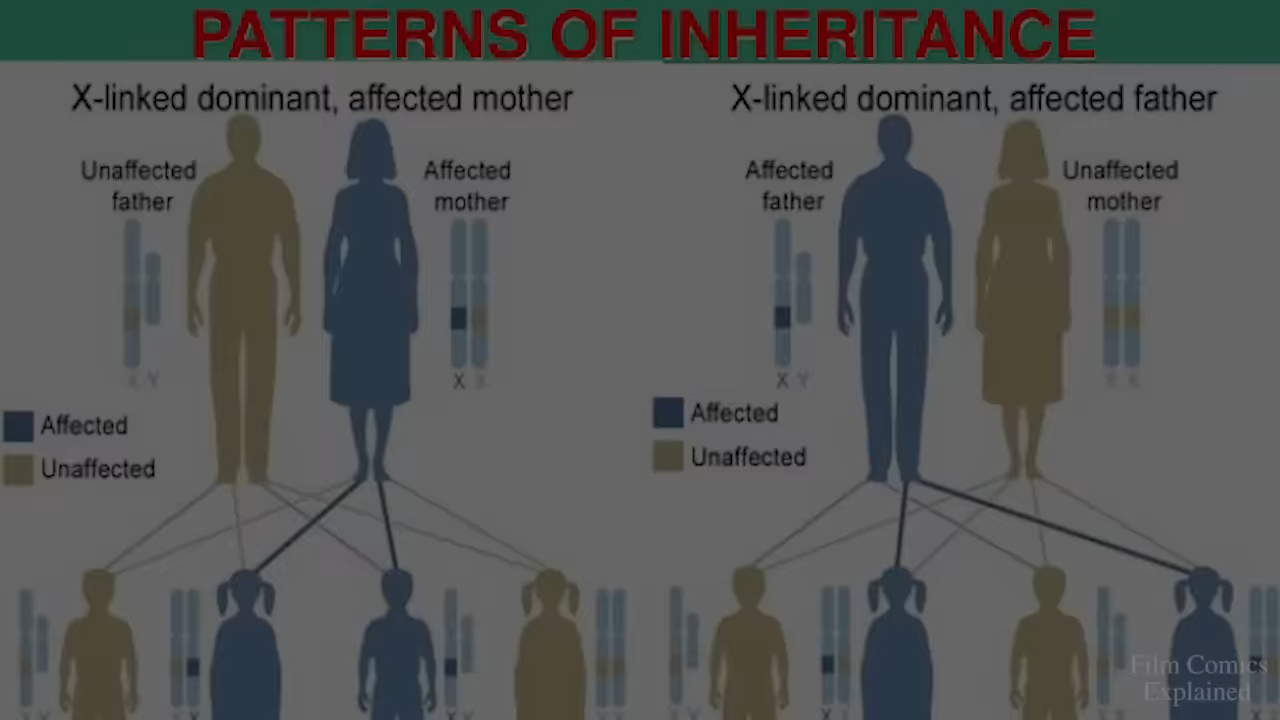 PATTERNS OF INHERITANCE
X-linked dominant, affected mother
X-linked dominant, affected father
Unaffected
father
Affected
mother
Affected
father
Unaffected
mother
X Y
X X
X Y
X X
Affected
Unaffected
Affected
Unaffected
Film Comics
Explained